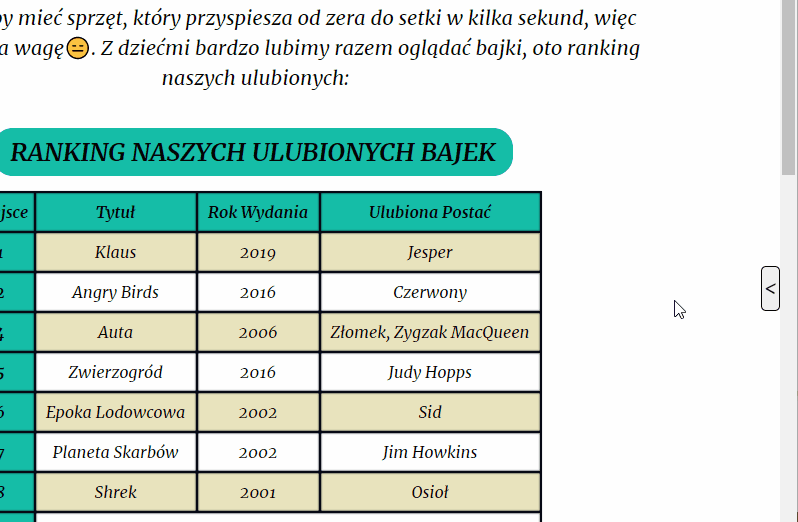 by mieć sprzęt, który przyspiesza od zera do setki w kilka sekund, więc
a wagę😑. Z dziećmi bardzo lubimy razem oglądać bajki, oto ranking
naszych ulubionych:
RANKING NASZYCH ULUBIONYCH BAJEK
jsce Tytuł Rok Wydania Ulubiona Postać
1 Klaus 2019 Jesper
2 Angry Birds 2016 Czerwony
4 Auta 2006 Złomek, Zygzak MacQueen
5 Zwierzogród 2016 Judy Hopps
6 Epoka Lodowcowa 2002 Sid
7 Planeta Skarbów 2002 Jim Howkins
8 Shrek 2001 Osioł
<